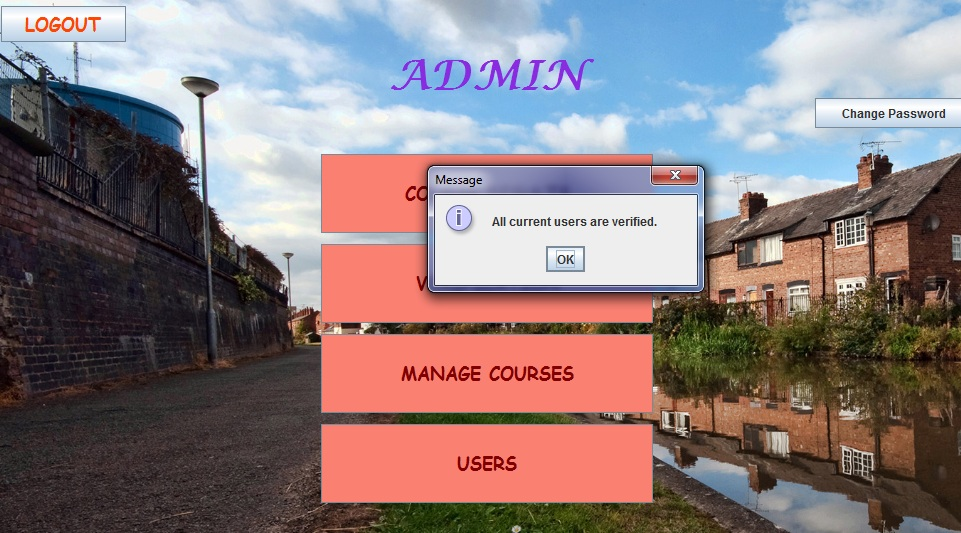 LOGOUT
ADMIN
Change Password
Message
All current users are verified.
OK
MANAGE COURSES
USERS